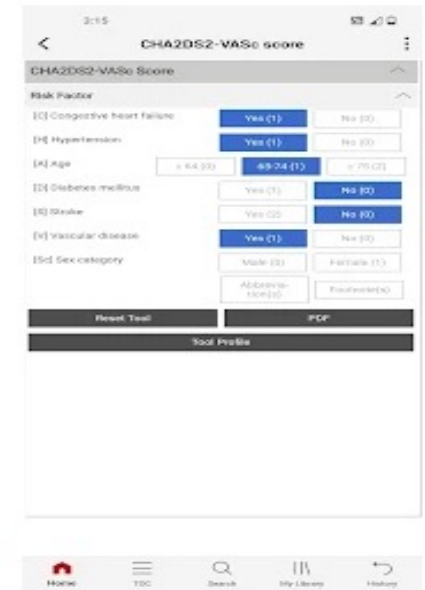 3:15
CHA2DS2-VASc score
CHA2DS2-VASc Score
Risk Factor
[C] Congestive heart failure Yes (1) No (0)
[H] Hypertension Yes (1) No (0)
[A] Age < 64 (0) 65-74 (1) > 75 (2)
[D] Diabetes mellitus Yes (1) No (0)
[S] Stroke Yes (2) No (0)
[V] Vascular disease Yes (1) No (0)
[Sc] Sex category Male (0) Female (1)
Abbrevia-
tion(s) Footnote(s)
Reset Tool PDF
Tool Profile
Home TOC Search My Library History